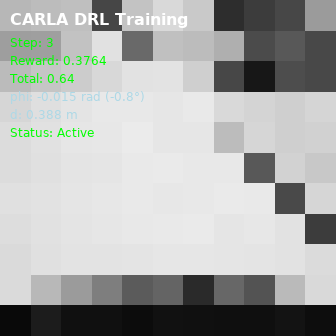 CARLA DRL Training
Step: 8
Reward: 0.3764
Total: 0.64
phi: -0.015 rad (-0.8°)
d: 0.388 m
Status: Active